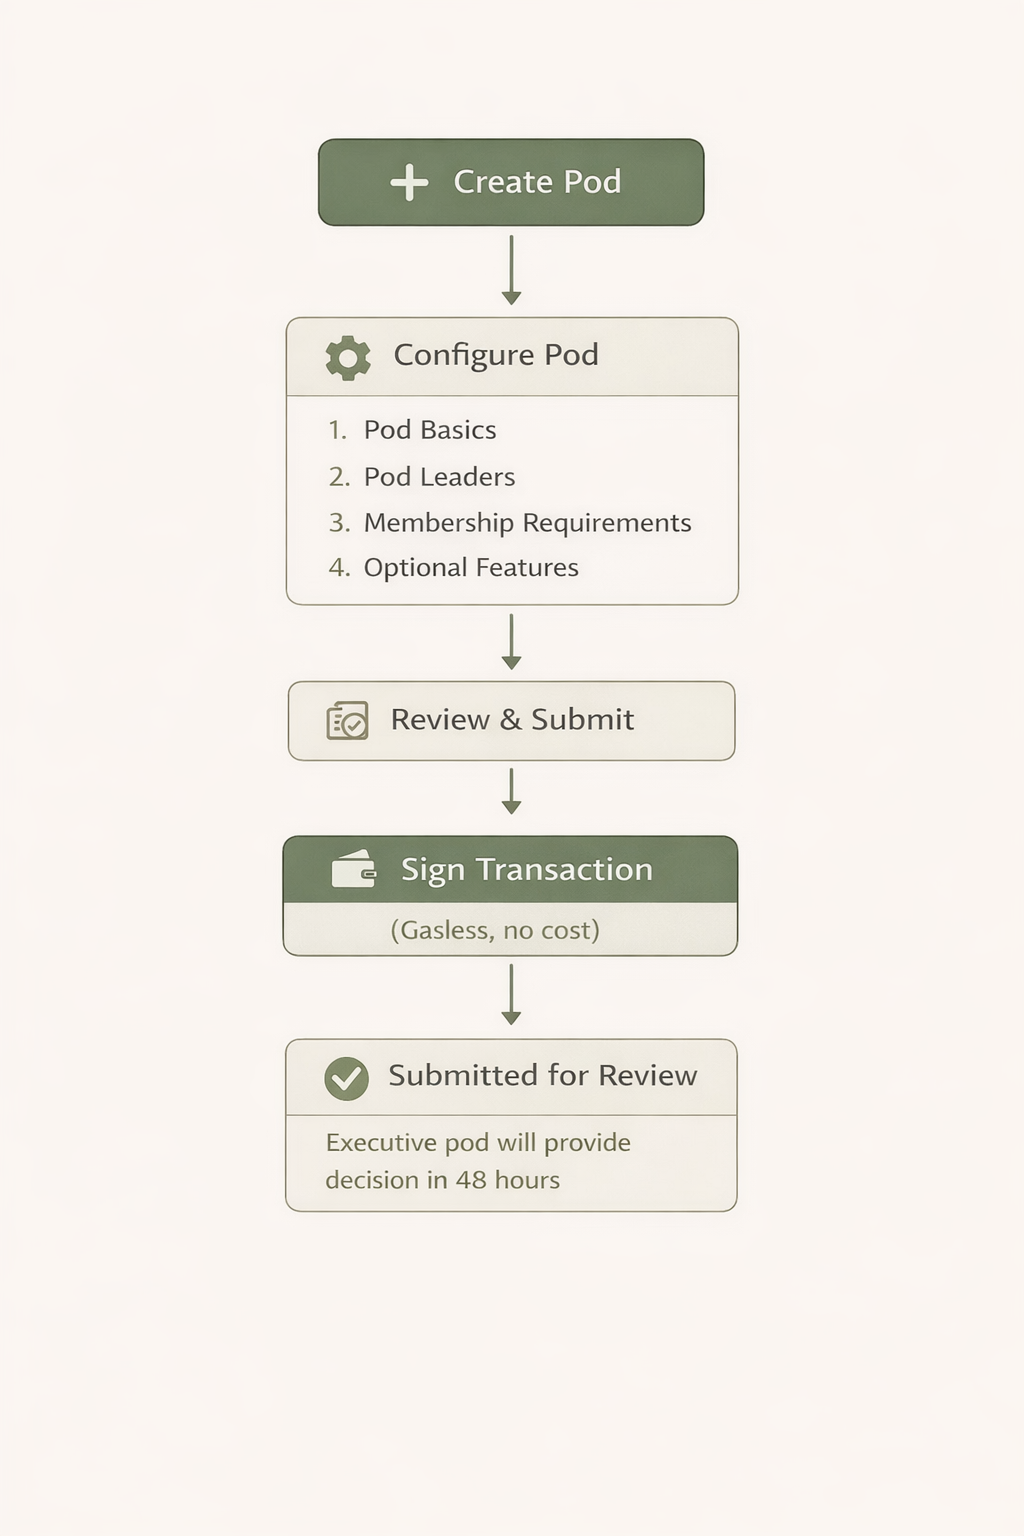 Create Pod
Configure Pod
1. Pod Basics
2. Pod Leaders
3. Membership Requirements
4. Optional Features
Review & Submit
Sign Transaction
(Gasless, no cost)
Submitted for Review
Executive pod will provide
decision in 48 hours